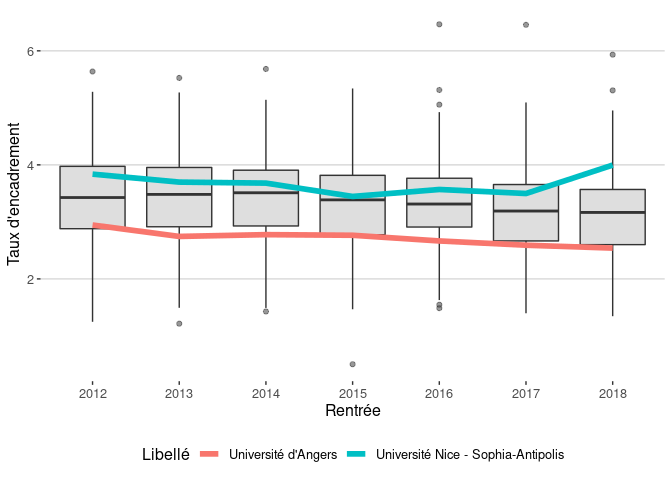 6
4
2
Taux d'encadrement
2012 2013 2014 2015 2016 2017 2018
Rentrée
Libellé Université d'Angers Université Nice - Sophia-Antipolis